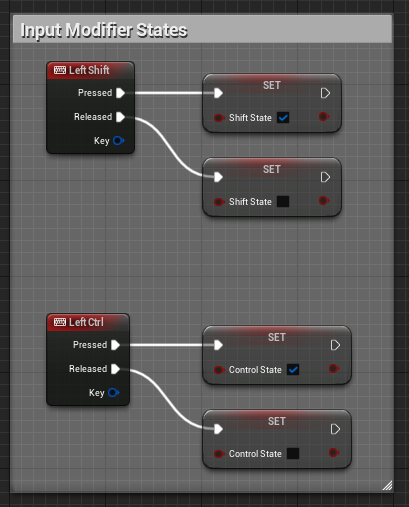 Input Modifier States
Left Shift
Pressed
Released
Key
SET
Shift State
SET
Shift State
Left Ctrl
Pressed
Released
Key
SET
Control State
SET
Control State